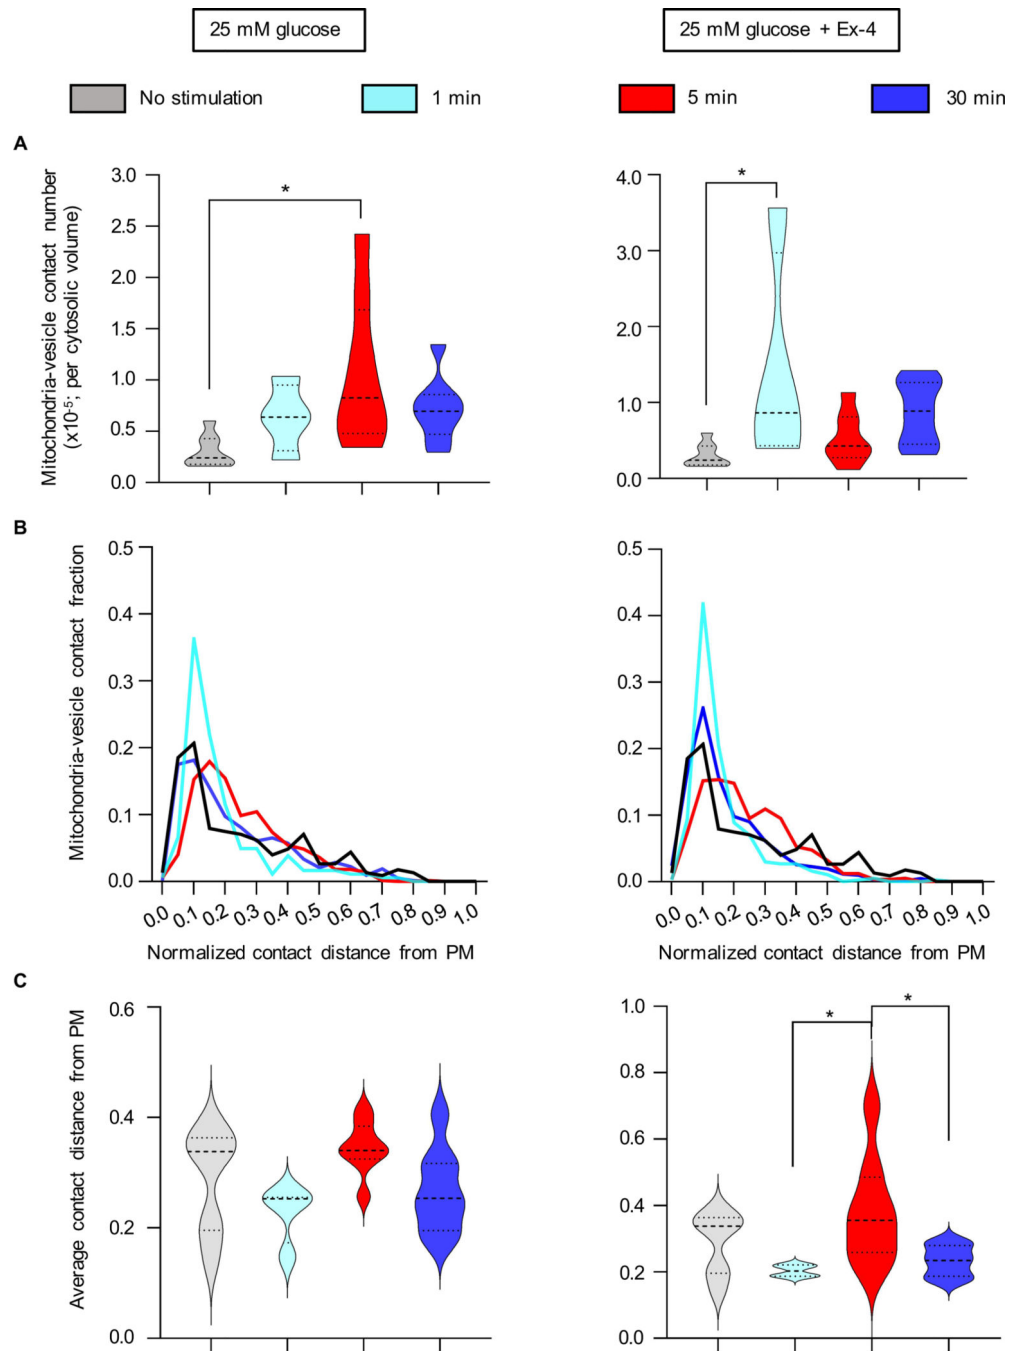 25 mM glucose
25 mM glucose + Ex-4
No stimulation
1 min
5 min
30 min
A
Mitochondria-vesicle contact number
(x10⁻⁵; per cytosolic volume)
3.0
2.5
2.0
1.5
1.0
0.5
0.0
*
4.0
3.0
2.0
1.0
0.0
*
B
Mitochondria-vesicle contact fraction
0.5
0.4
0.3
0.2
0.1
0.0
0.0 0.1 0.2 0.3 0.4 0.5 0.6 0.7 0.8 0.9 1.0
Normalized contact distance from PM
0.5
0.4
0.3
0.2
0.1
0.0
0.0 0.1 0.2 0.3 0.4 0.5 0.6 0.7 0.8 0.9 1.0
Normalized contact distance from PM
C
Average contact distance from PM
0.6
0.4
0.2
0.0
1.0
0.8
0.6
0.4
0.2
0.0
*
*